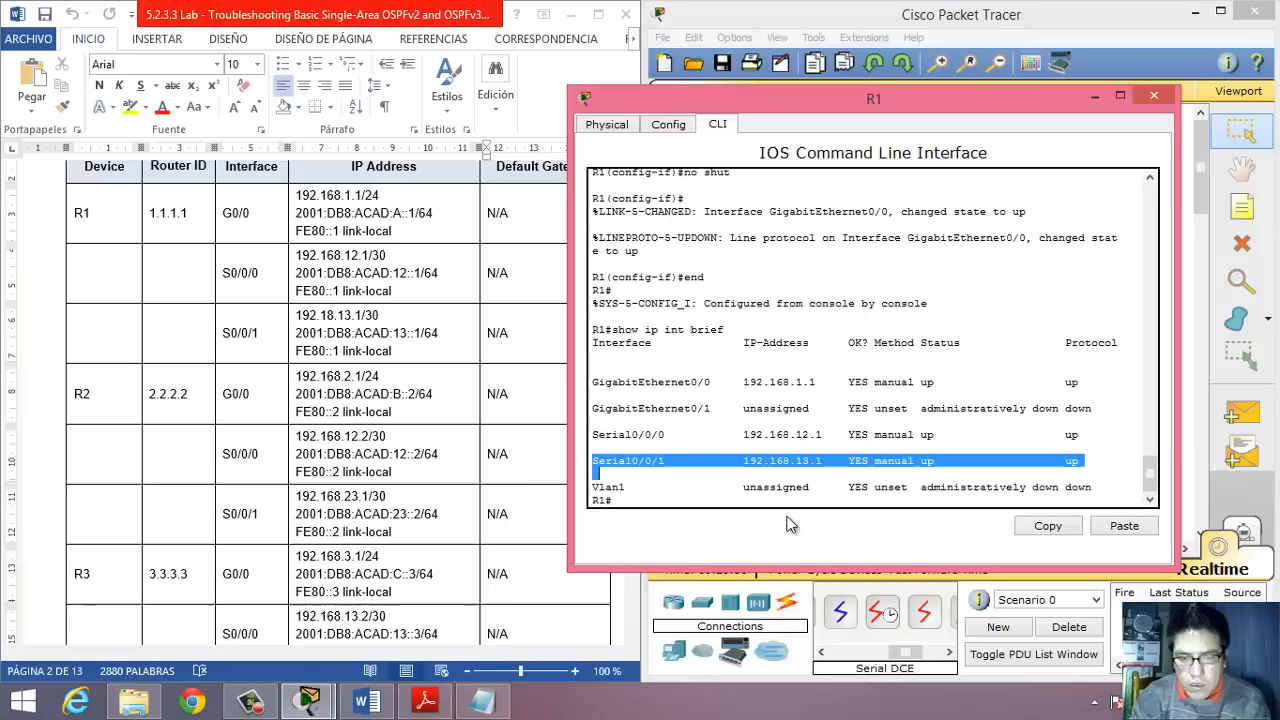 5.2.3.3 Lab - Troubleshooting Basic Single-Area OSPFv2 and OSPFv3...
ARCHIVO INICIO INSERTAR DISEÑO DISEÑO DE PÁGINA REFERENCIAS CORRESPONDENCIA
Arial 10
N K S abc x₂ x²
Pegar Estilos Edición
Portapapeles Fuente Párrafo Estilos
1 2 3 4 5 6 7 8 9 10 11 12 13
Device Router ID Interface IP Address Default Gate
R1 1.1.1.1 G0/0 192.168.1.1/24 N/A
2001:DB8:ACAD:A::1/64
FE80::1 link-local
S0/0/0 192.168.12.1/30 N/A
2001:DB8:ACAD:12::1/64
FE80::1 link-local
S0/0/1 192.18.13.1/30 N/A
2001:DB8:ACAD:13::1/64
FE80::1 link-local
R2 2.2.2.2 G0/0 192.168.2.1/24 N/A
2001:DB8:ACAD:B::2/64
FE80::2 link-local
S0/0/0 192.168.12.2/30 N/A
2001:DB8:ACAD:12::2/64
FE80::2 link-local
S0/0/1 192.168.23.1/30 N/A
2001:DB8:ACAD:23::2/64
FE80::2 link-local
R3 3.3.3.3 G0/0 192.168.3.1/24 N/A
2001:DB8:ACAD:C::3/64
FE80::3 link-local
S0/0/0 192.168.13.2/30 N/A
2001:DB8:ACAD:13::3/64
PÁGINA 2 DE 13 2880 PALABRAS 100 %
Cisco Packet Tracer
File Edit Options View Tools Extensions Help
Viewport
R1
Physical Config CLI
IOS Command Line Interface
R1(config-if)#no shut
R1(config-if)#
%LINK-5-CHANGED: Interface GigabitEthernet0/0, changed state to up
%LINEPROTO-5-UPDOWN: Line protocol on Interface GigabitEthernet0/0, changed stat
e to up
R1(config-if)#end
R1#
%SYS-5-CONFIG_I: Configured from console by console
R1#show ip int brief
Interface IP-Address OK? Method Status Protocol
GigabitEthernet0/0 192.168.1.1 YES manual up up
GigabitEthernet0/1 unassigned YES unset administratively down down
Serial0/0/0 192.168.12.1 YES manual up up
Serial0/0/1 192.168.13.1 YES manual up up
Vlan1 unassigned YES unset administratively down down
R1#
Copy Paste
Realtime
Connections
Serial DCE
Scenario 0
New Delete
Toggle PDU List Window
Fire Last Status Source